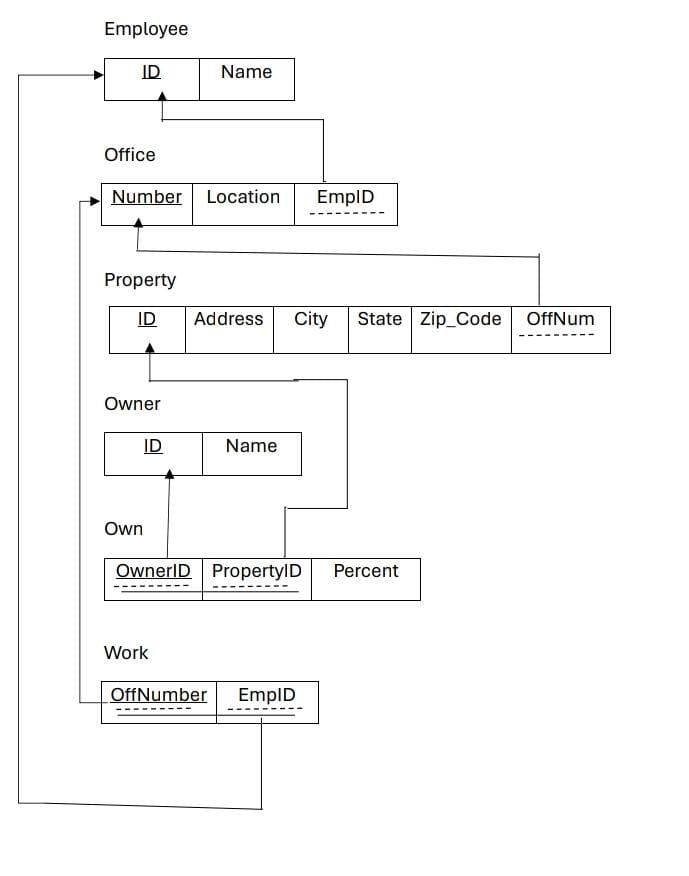 Employee
ID Name
Office
Number Location EmpID
Property
ID Address City State Zip_Code OffNum
Owner
ID Name
Own
OwnerID PropertyID Percent
Work
OffNumber EmpID